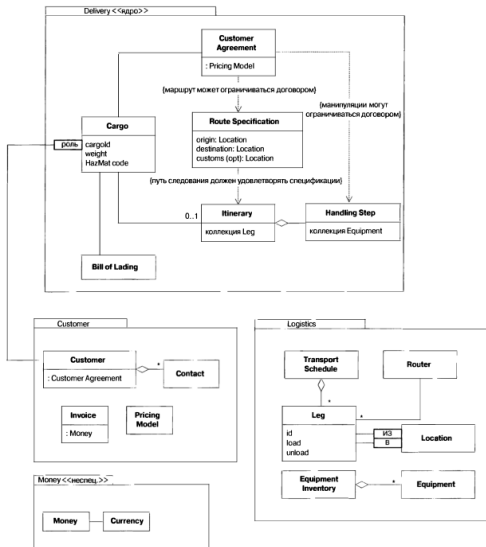 Delivery <<ядро>>
Customer
Agreement
: Pricing Model
{маршрут может ограничиваться договором}
{манипуляции могут
ограничиваться договором}
Cargo
роль
cargoId
weight
HazMat code
Route Specification
origin: Location
destination: Location
customs (opt): Location
{путь следования должен удовлетворять спецификации}
0..1
Itinerary
коллекция Leg
Handling Step
коллекция Equipment
Bill of Lading
Customer
Customer
: Customer Agreement
*
Contact
Invoice
: Money
Pricing
Model
Logistics
Transport
Schedule
Router
*
Leg
*
id
load
unload
из
в
Location
Equipment
Inventory
*
Equipment
Money <<неспец.>>
Money
Currency